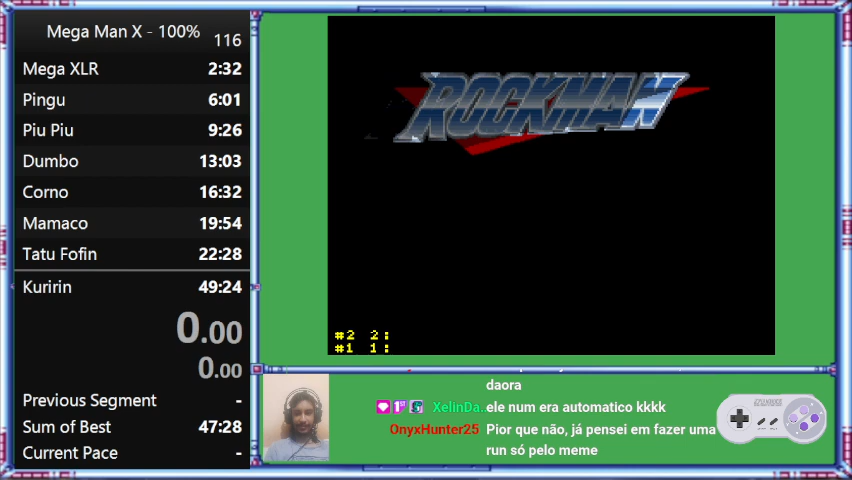 Mega Man X - 100%
116
Mega XLR 2:32
Pingu 6:01
Piu Piu 9:26
Dumbo 13:03
Corno 16:32
Mamaco 19:54
Tatu Fofin 22:28
Kuririn 49:24
0.00
0.00
Previous Segment -
Sum of Best 47:28
Current Pace -
ROCKMAN
#2 2:
#1 1:
daora
XelinDa.. ele num era automatico kkkk
OnyxHunter25 Pior que não, já pensei em fazer uma
run só pelo meme